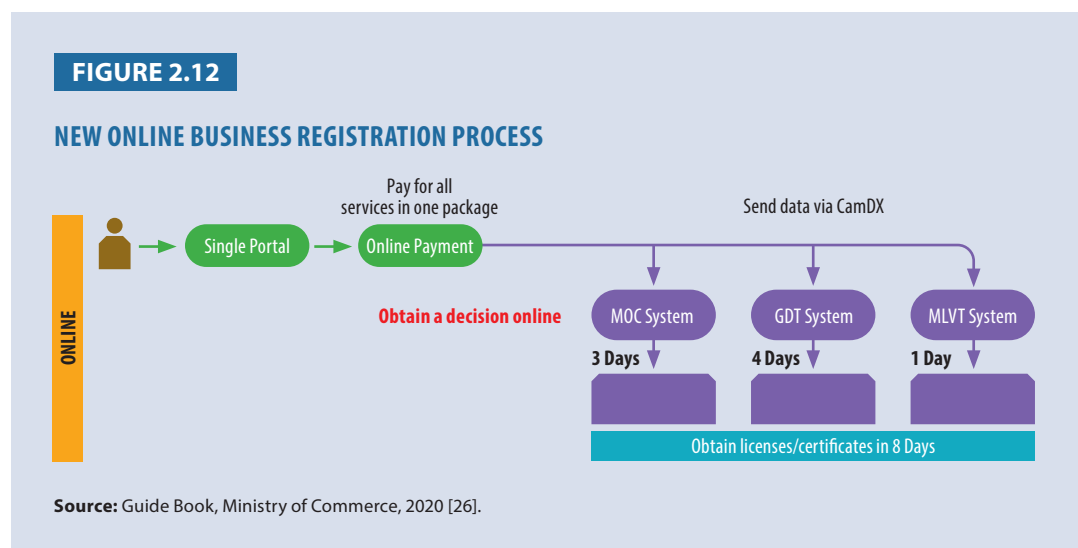 FIGURE 2.12
NEW ONLINE BUSINESS REGISTRATION PROCESS
ONLINE
Single Portal
Pay for all
services in one package
Online Payment
Send data via CamDX
Obtain a decision online
MOC System
GDT System
MLVT System
3 Days
4 Days
1 Day
Obtain licenses/certificates in 8 Days
Source: Guide Book, Ministry of Commerce, 2020 [26].